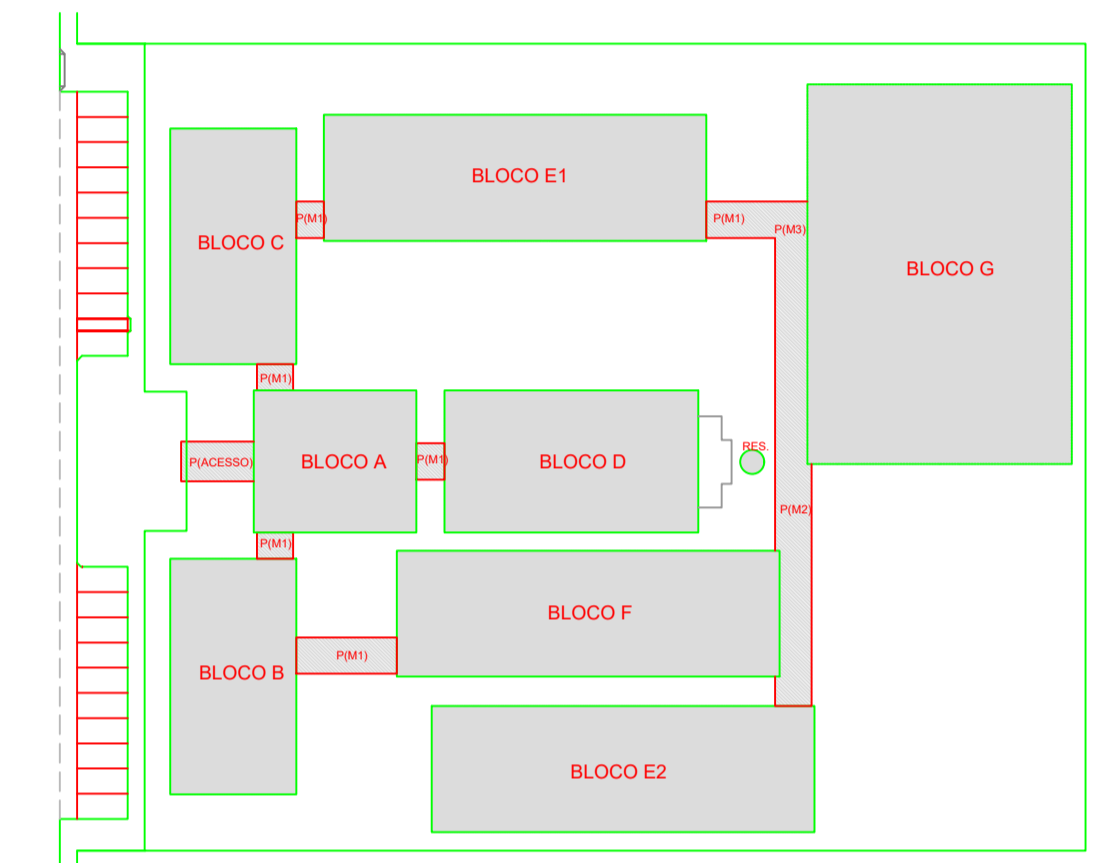 BLOCO E1
P(M1)
P(M1)
P(M3)
BLOCO C
BLOCO G
P(M1)
RES.
P(ACESSO)
BLOCO A
P(M1)
BLOCO D
P(M2)
P(M1)
BLOCO F
P(M1)
BLOCO B
BLOCO E2